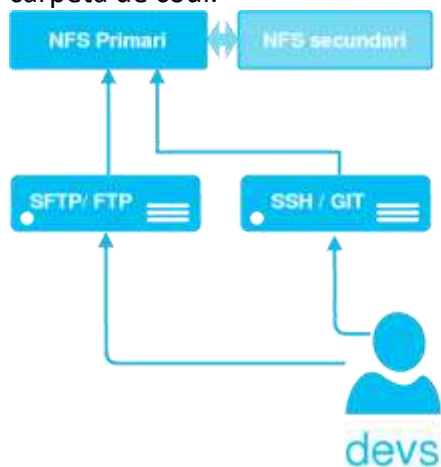 carpeta de codi.
NFS Primari
NFS secundari
SFTP/ FTP
SSH / GIT
devs